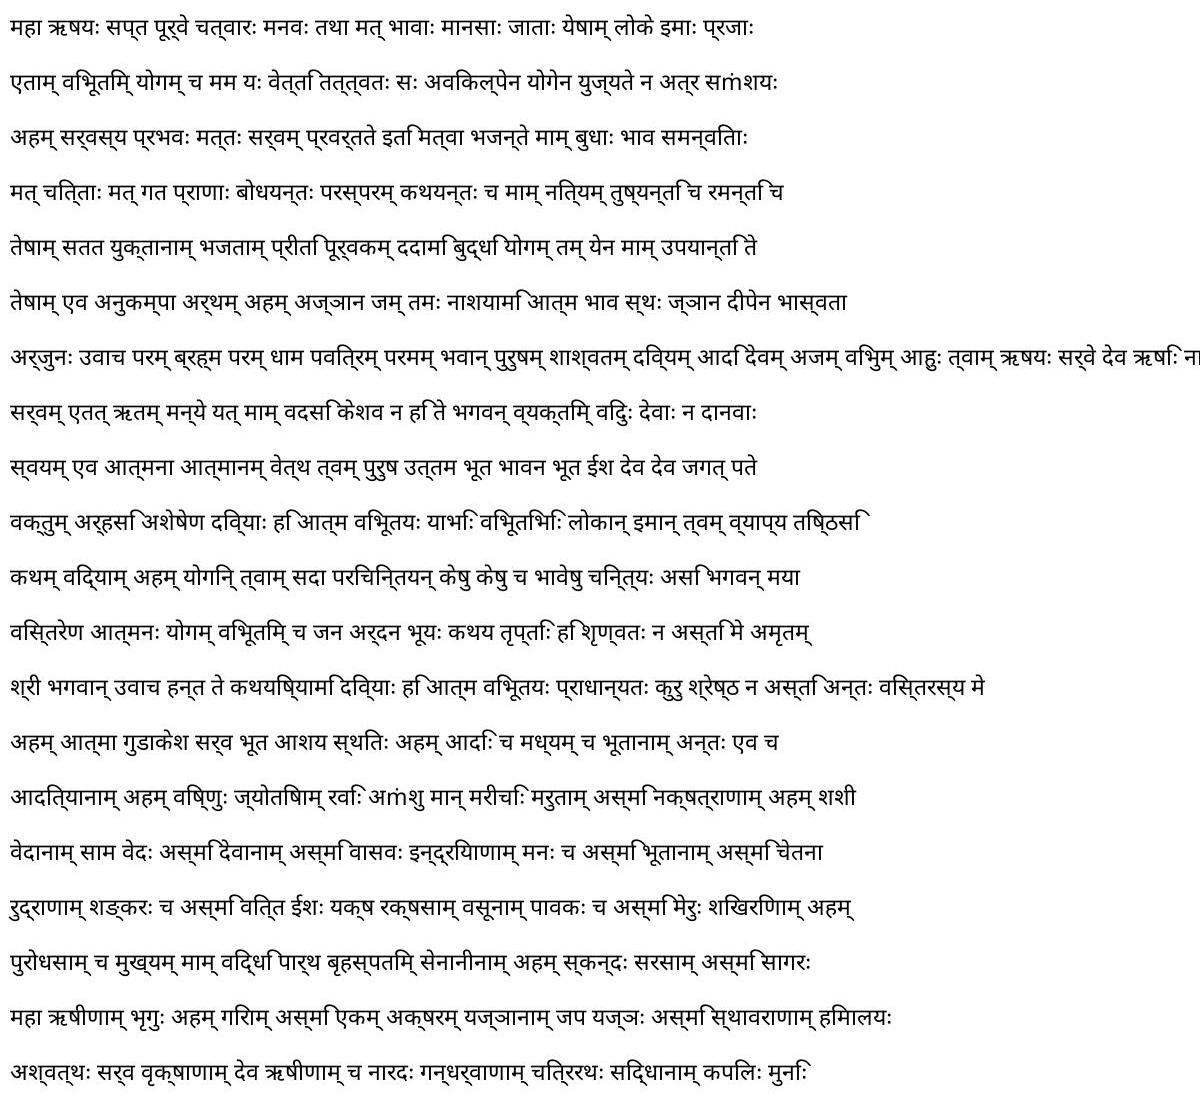 महा ऋषयः सप्त पूर्वे चत्वारः मनवः तथा मत् भावाः मानसाः जाताः येषाम् लोके इमाः प्रजाः
एताम् विभूतिम् योगम् च मम यः वेत्ति तत्त्वतः सः अविकल्पेन योगेन युज्यते न अत्र सṁशयः
अहम् सर्वस्य प्रभवः मत्तः सर्वम् प्रवर्तते इति मत्वा भजन्ते माम् बुधाः भाव समन्विताः
मत् चित्ताः मत् गत प्राणाः बोधयन्तः परस्परम् कथयन्तः च माम् नित्यम् तुष्यन्ति च रमन्ति च
तेषाम् सतत युक्तानाम् भजताम् प्रीति पूर्वकम् ददामि बुद्धि योगम् तम् येन माम् उपयान्ति ते
तेषाम् एव अनुकम्पा अर्थम् अहम् अज्ञान जम् तमः नाशयामि आत्म भाव स्थः ज्ञान दीपेन भास्वता
अर्जुनः उवाच परम् ब्रह्म परम् धाम पवित्रम् परमम् भवान् पुरुषम् शाश्वतम् दिव्यम् आदि देवम् अजम् विभुम् आहुः त्वाम् ऋषयः सर्वे देव ऋषिः
सर्वम् एतत् ऋतम् मन्ये यत् माम् वदसि केशव न हि ते भगवन् व्यक्तिम् विदुः देवाः न दानवाः
स्वयम् एव आत्मना आत्मानम् वेत्थ त्वम् पुरुष उत्तम भूत भावन भूत ईश देव देव जगत् पते
वक्तुम् अर्हसि अशेषेण दिव्याः हि आत्म विभूतयः याभिः विभूतिभिः लोकान् इमान् त्वम् व्याप्य तिष्ठसि
कथम् विद्याम् अहम् योगिन् त्वाम् सदा परिचिन्तयन् केषु केषु च भावेषु चिन्त्यः असि भगवन् मया
विस्तरेण आत्मनः योगम् विभूतिम् च जन अर्दन भूयः कथय तृप्तिः हि शृण्वतः न अस्ति मे अमृतम्
श्री भगवान् उवाच हन्त ते कथयिष्यामि दिव्याः हि आत्म विभूतयः प्राधान्यतः कुरु श्रेष्ठ न अस्ति अन्तः विस्तरस्य मे
अहम् आत्मा गुडाकेश सर्व भूत आशय स्थितः अहम् आदिः च मध्यम् च भूतानाम् अन्तः एव च
आदित्यानाम् अहम् विष्णुः ज्योतिषाम् रविः अṁशु मान् मरीचिः मरुताम् अस्मि नक्षत्राणाम् अहम् शशी
वेदानाम् साम वेदः अस्मि देवानाम् अस्मि वासवः इन्द्रियाणाम् मनः च अस्मि भूतानाम् अस्मि चेतना
रुद्राणाम् शङ्करः च अस्मि वित्त ईशः यक्ष रक्षसाम् वसूनाम् पावकः च अस्मि मेरुः शिखरिणाम् अहम्
पुरोधसाम् च मुख्यम् माम् विद्धि पार्थ बृहस्पतिम् सेनानीनाम् अहम् स्कन्दः सरसाम् अस्मि सागरः
महा ऋषीणाम् भृगुः अहम् गिराम् अस्मि एकम् अक्षरम् यज्ञानाम् जप यज्ञः अस्मि स्थावराणाम् हिमालयः
अश्वत्थः सर्व वृक्षाणाम् देव ऋषीणाम् च नारदः गन्धर्वाणाम् चित्ररथः सिद्धानाम् कपिलः मुनिः